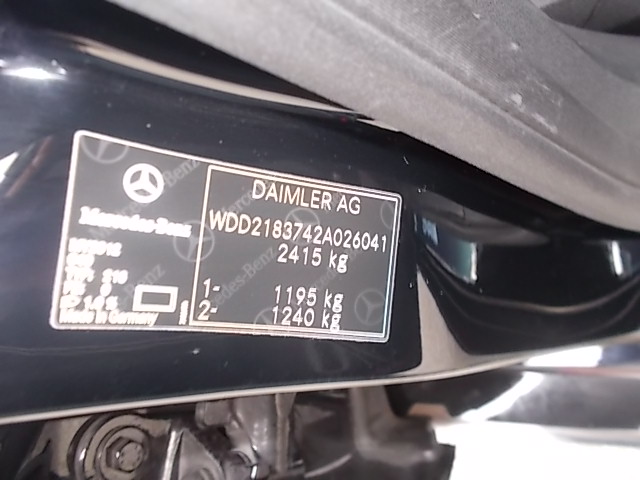 Mercedes-Benz
Made in Germany
DAIMLER AG
WDD2183742A026041
2415 kg
1- 1195 kg
2- 1240 kg